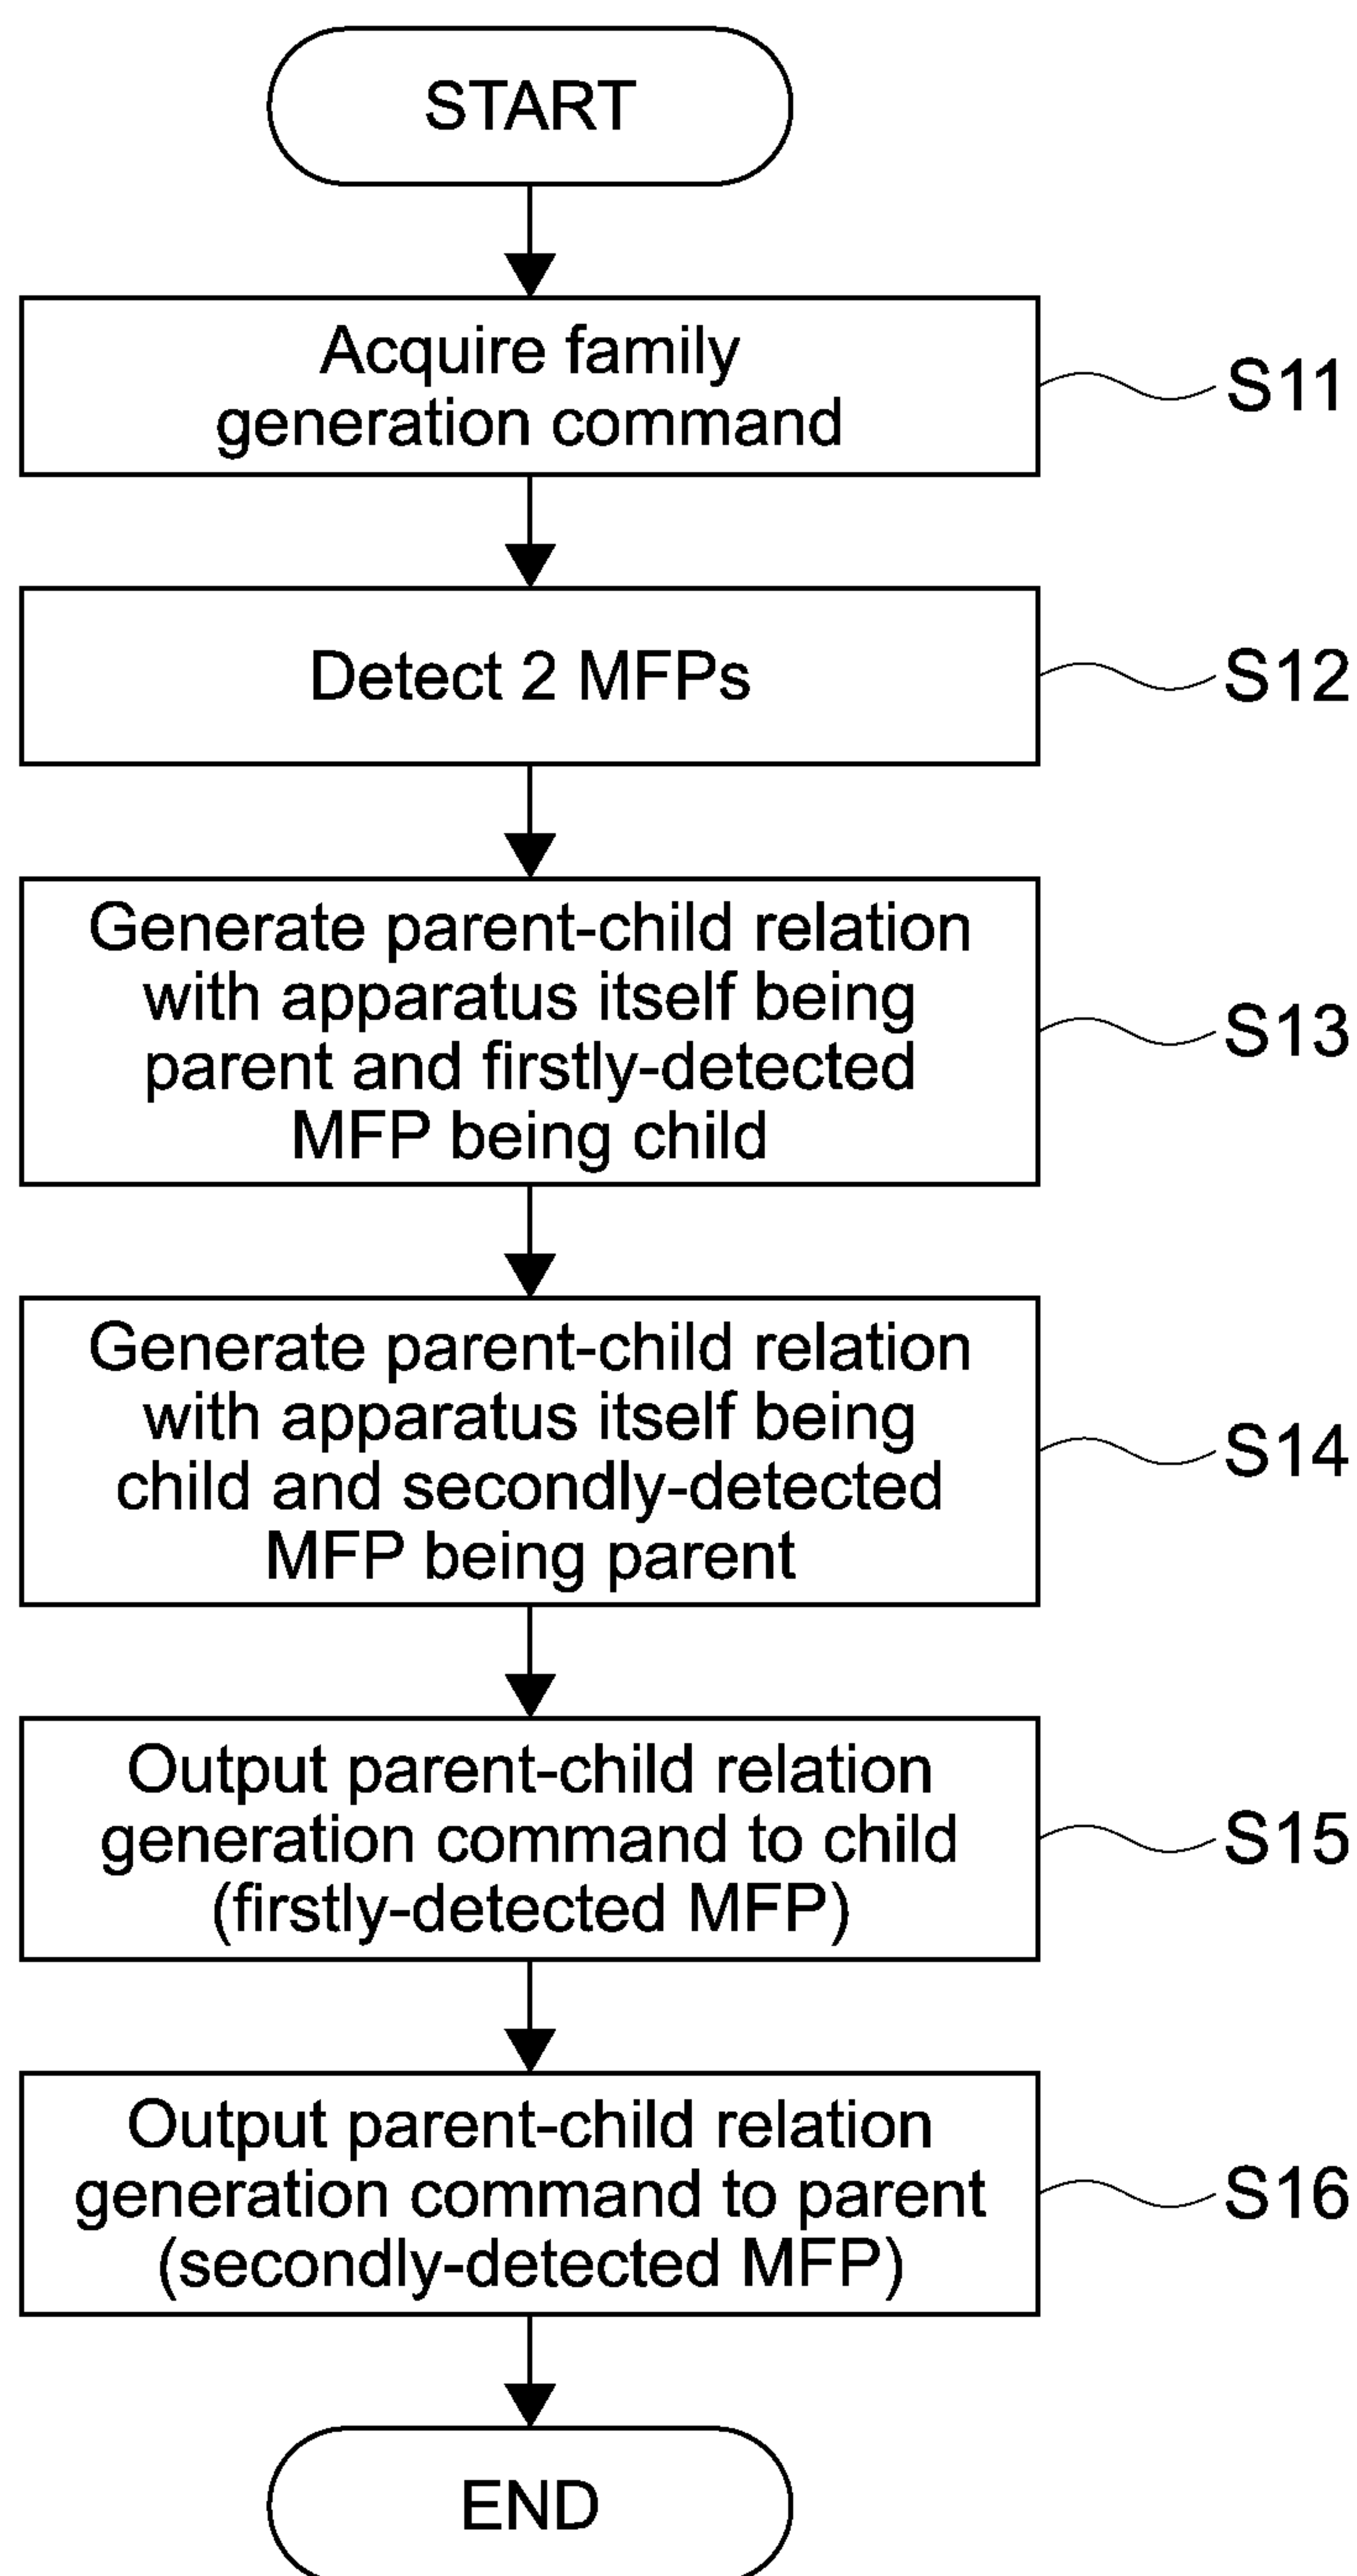 START
Acquire family
generation command
S11
Detect 2 MFPs
S12
Generate parent-child relation
with apparatus itself being
parent and firstly-detected
MFP being child
S13
Generate parent-child relation
with apparatus itself being
child and secondly-detected
MFP being parent
S14
Output parent-child relation
generation command to child
(firstly-detected MFP)
S15
Output parent-child relation
generation command to parent
(secondly-detected MFP)
S16
END